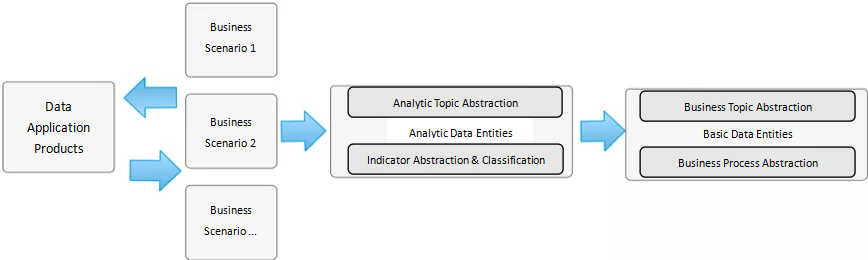 Data
Application
Products
Business
Scenario 1
Business
Scenario 2
Business
Scenario ...
Analytic Topic Abstraction
Analytic Data Entities
Indicator Abstraction & Classification
Business Topic Abstraction
Basic Data Entities
Business Process Abstraction